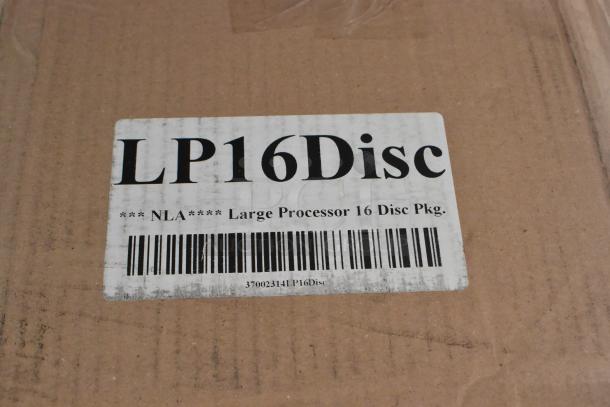 LP16Disc
*** NLA**** Large Processor 16 Disc Pkg.
37002314LP16Disc